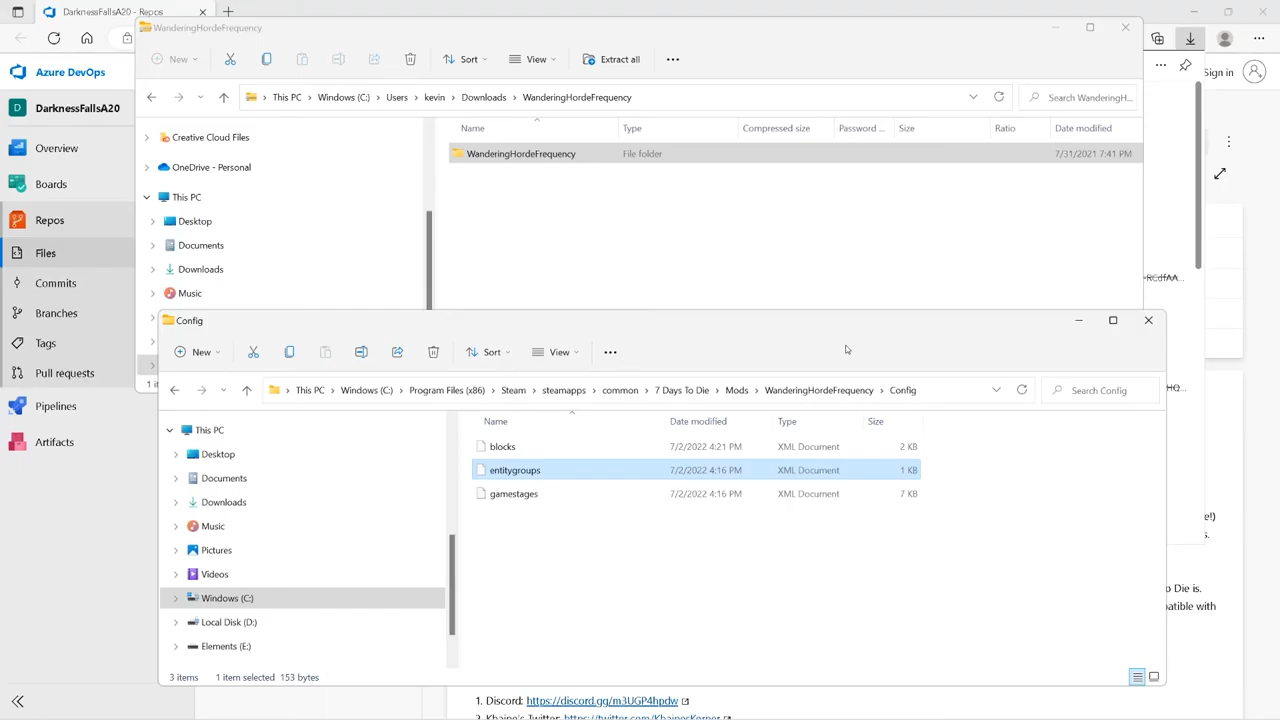 DarknessFallsA20 - Repos
WanderingHordeFrequency
New
Sort
View
Extract all
Azure DevOps
Sign in
This PC
Windows (C:)
Users
kevin
Downloads
WanderingHordeFrequency
Search WanderingH...
DarknessFallsA20
Overview
Boards
Repos
Files
Commits
Branches
Tags
Pull requests
Pipelines
Artifacts
Creative Cloud Files
OneDrive - Personal
This PC
Desktop
Documents
Downloads
Music
Name
Type
Compressed size
Password ...
Size
Ratio
Date modified
WanderingHordeFrequency
File folder
7/31/2021 7:41 PM
Config
New
Sort
View
This PC
Windows (C:)
Program Files (x86)
Steam
steamapps
common
7 Days To Die
Mods
WanderingHordeFrequency
Config
Search Config
This PC
Desktop
Documents
Downloads
Music
Pictures
Videos
Windows (C:)
Local Disk (D:)
Elements (E:)
Name
Date modified
Type
Size
blocks
7/2/2022 4:21 PM
XML Document
2 KB
entitygroups
7/2/2022 4:16 PM
XML Document
1 KB
gamestages
7/2/2022 4:16 PM
XML Document
7 KB
3 items
1 item selected 153 bytes
e!)
s.
o Die is.
patible with
1. Discord: https://discord.gg/m3UGP4hpdw